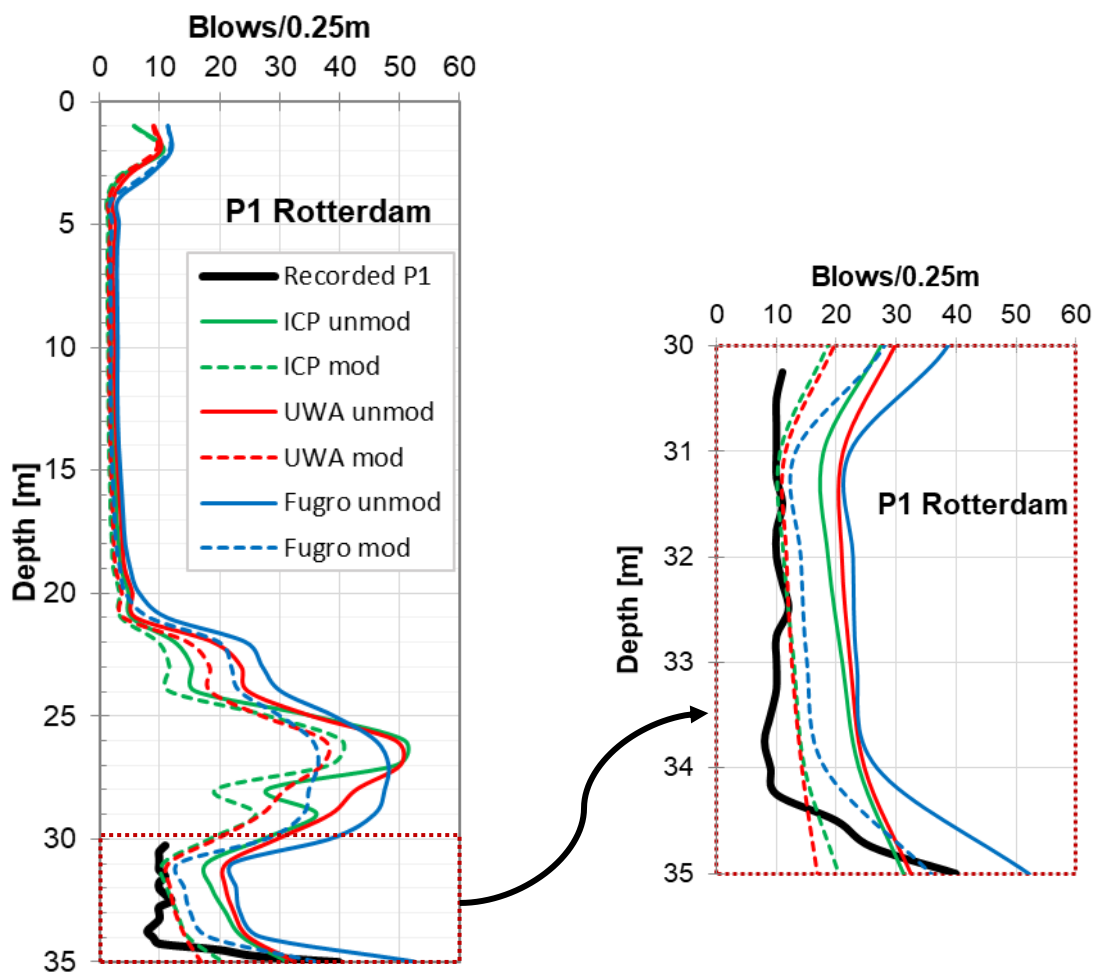 Blows/0.25m
0 10 20 30 40 50 60
0
5
10
15
20
25
30
35
Depth [m]
P1 Rotterdam
Recorded P1
ICP unmod
ICP mod
UWA unmod
UWA mod
Fugro unmod
Fugro mod
Blows/0.25m
0 10 20 30 40 50 60
30
31
32
33
34
35
Depth [m]
P1 Rotterdam